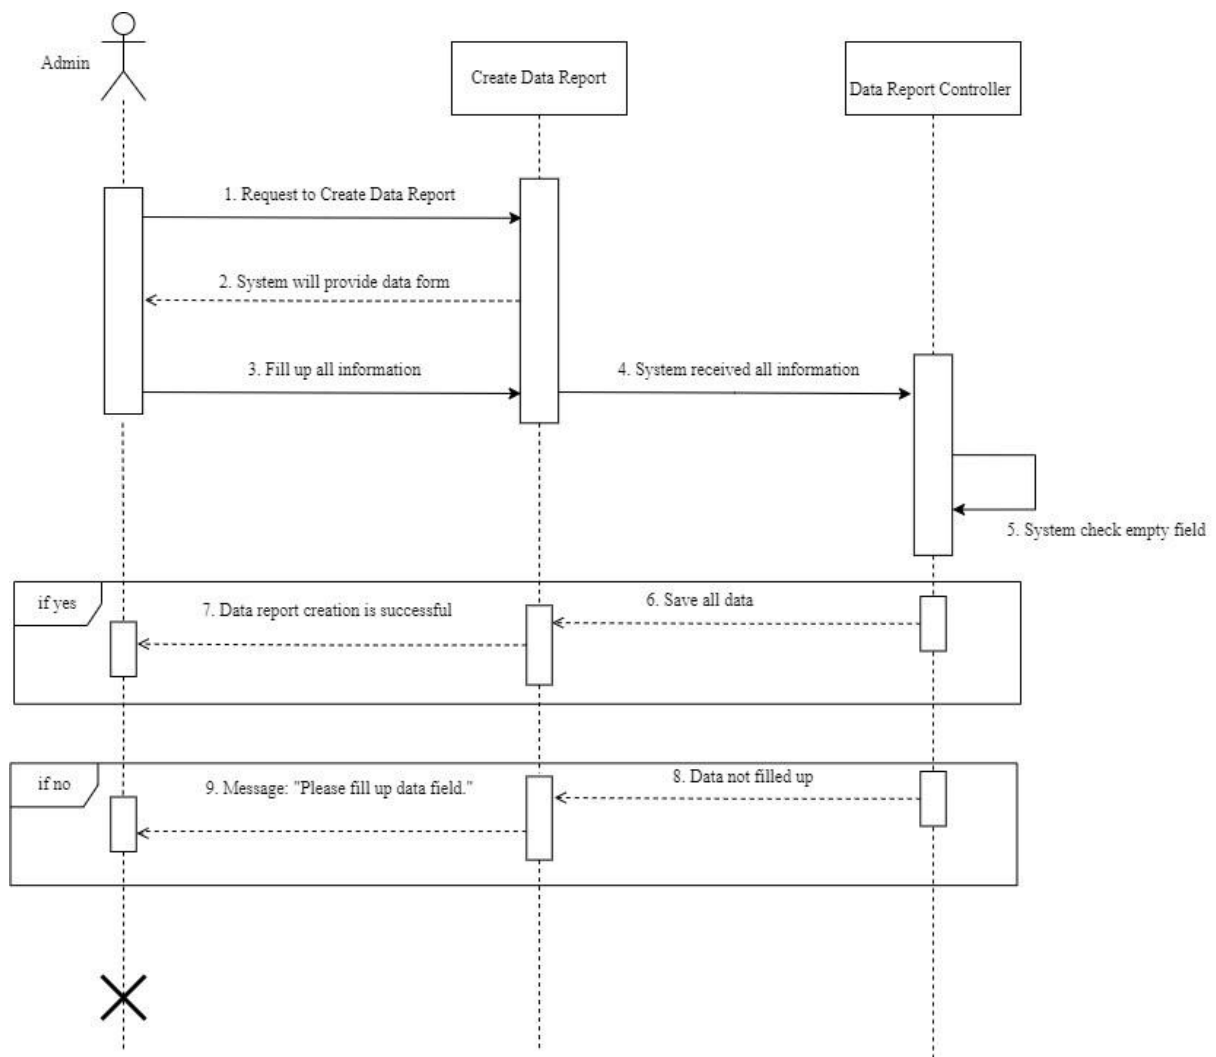 Admin
Create Data Report
Data Report Controller
1. Request to Create Data Report
2. System will provide data form
3. Fill up all information
4. System received all information
5. System check empty field
if yes
7. Data report creation is successful
6. Save all data
if no
9. Message: "Please fill up data field."
8. Data not filled up